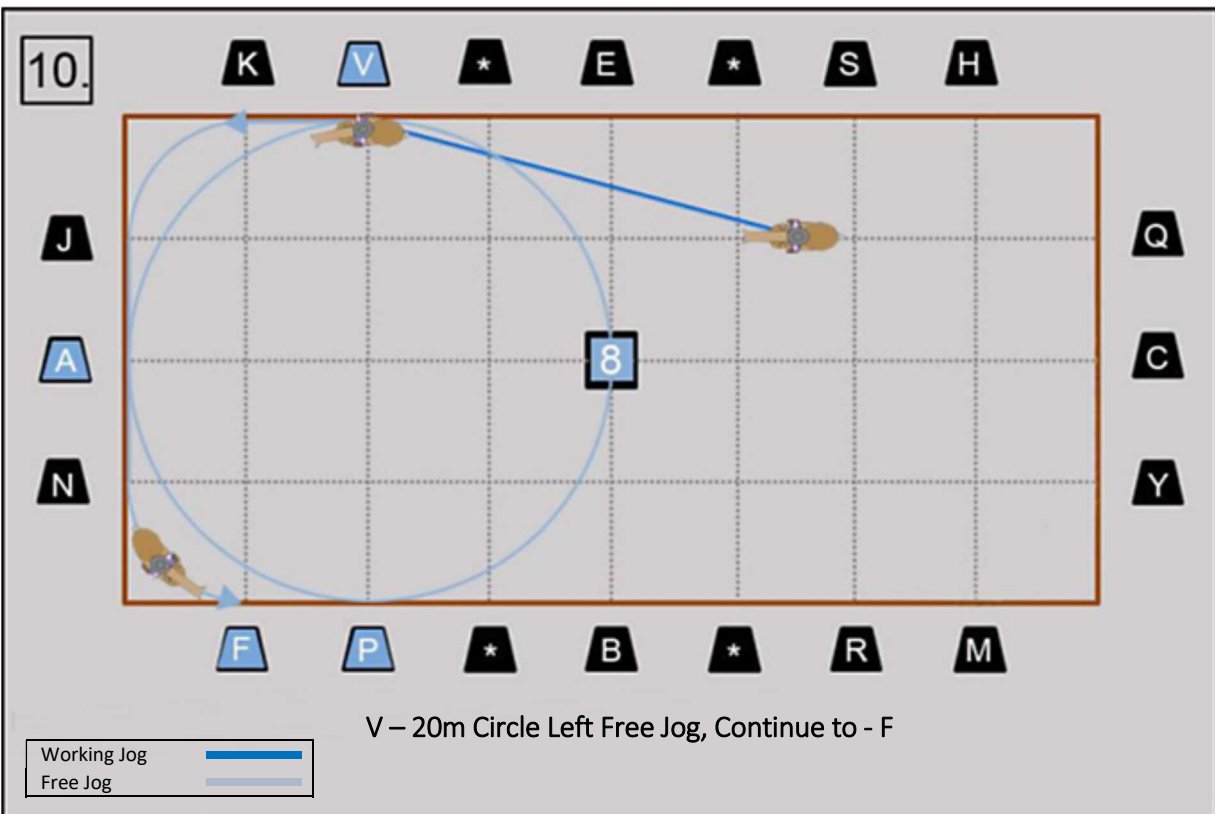 10.
K V * E * S H
J Q
A 8 C
N Y
F P * B * R M
V – 20m Circle Left Free Jog, Continue to - F
Working Jog
Free Jog